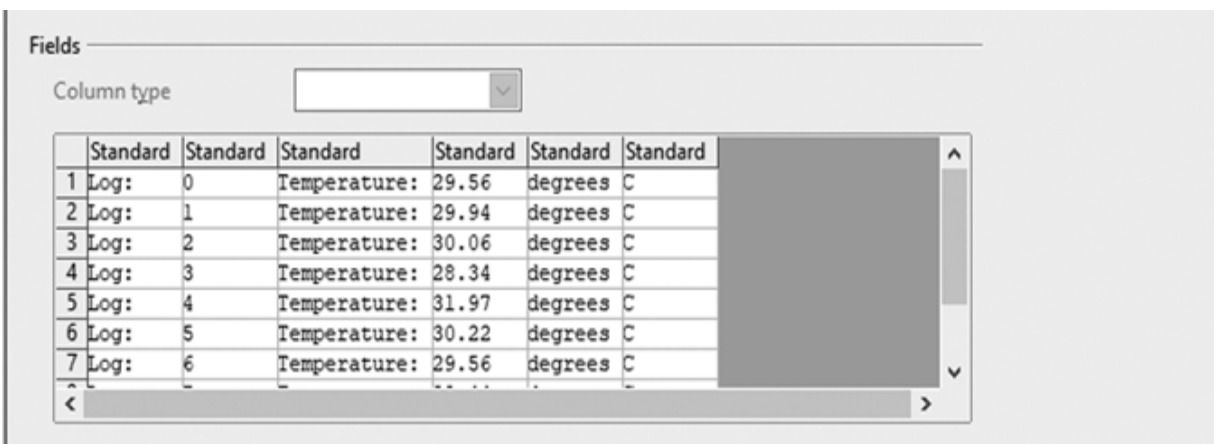 Fields
Column type
Standard Standard Standard Standard Standard Standard
1 Log: 0 Temperature: 29.56 degrees C
2 Log: 1 Temperature: 29.94 degrees C
3 Log: 2 Temperature: 30.06 degrees C
4 Log: 3 Temperature: 28.34 degrees C
5 Log: 4 Temperature: 31.97 degrees C
6 Log: 5 Temperature: 30.22 degrees C
7 Log: 6 Temperature: 29.56 degrees C